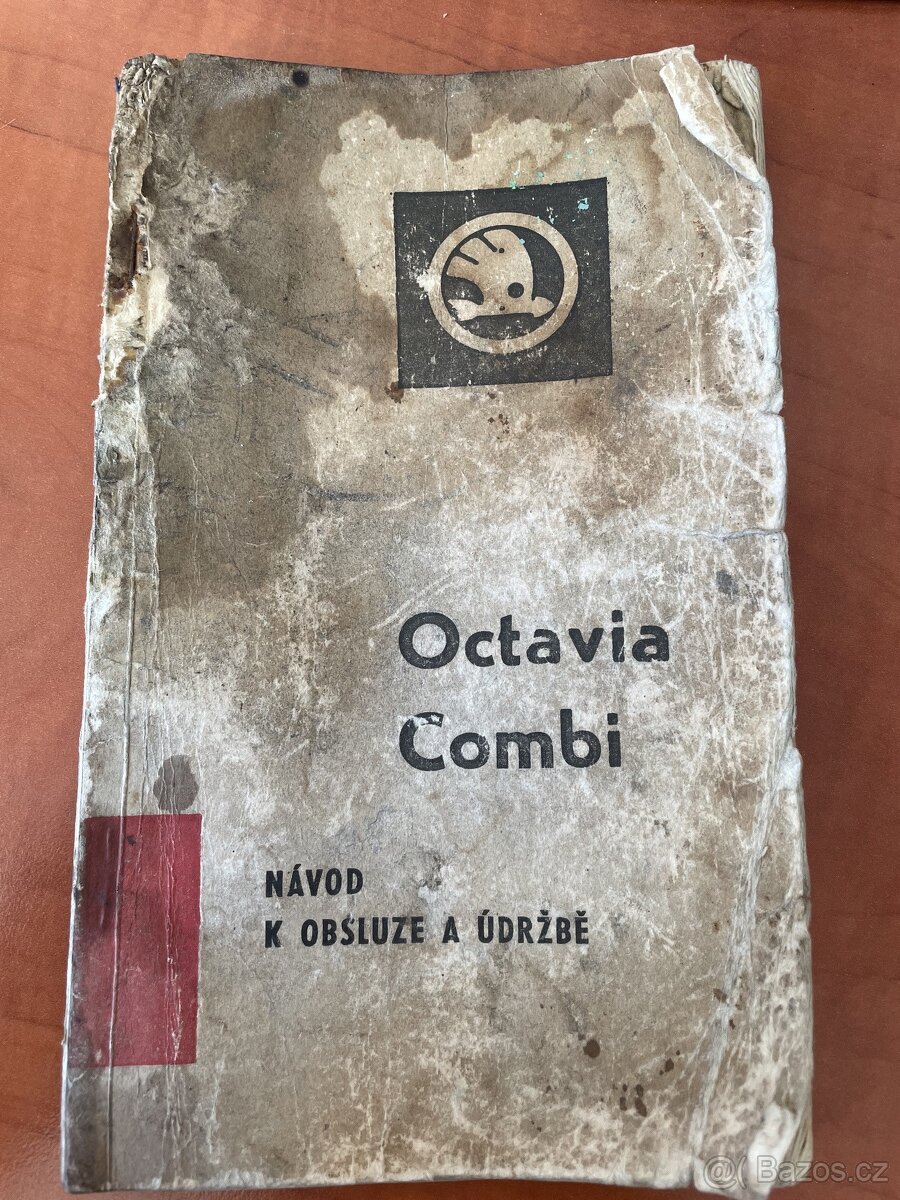 Octavia
Combi
NÁVOD
K OBSLUZE A ÚDRŽBĚ
@( Bazos.cz